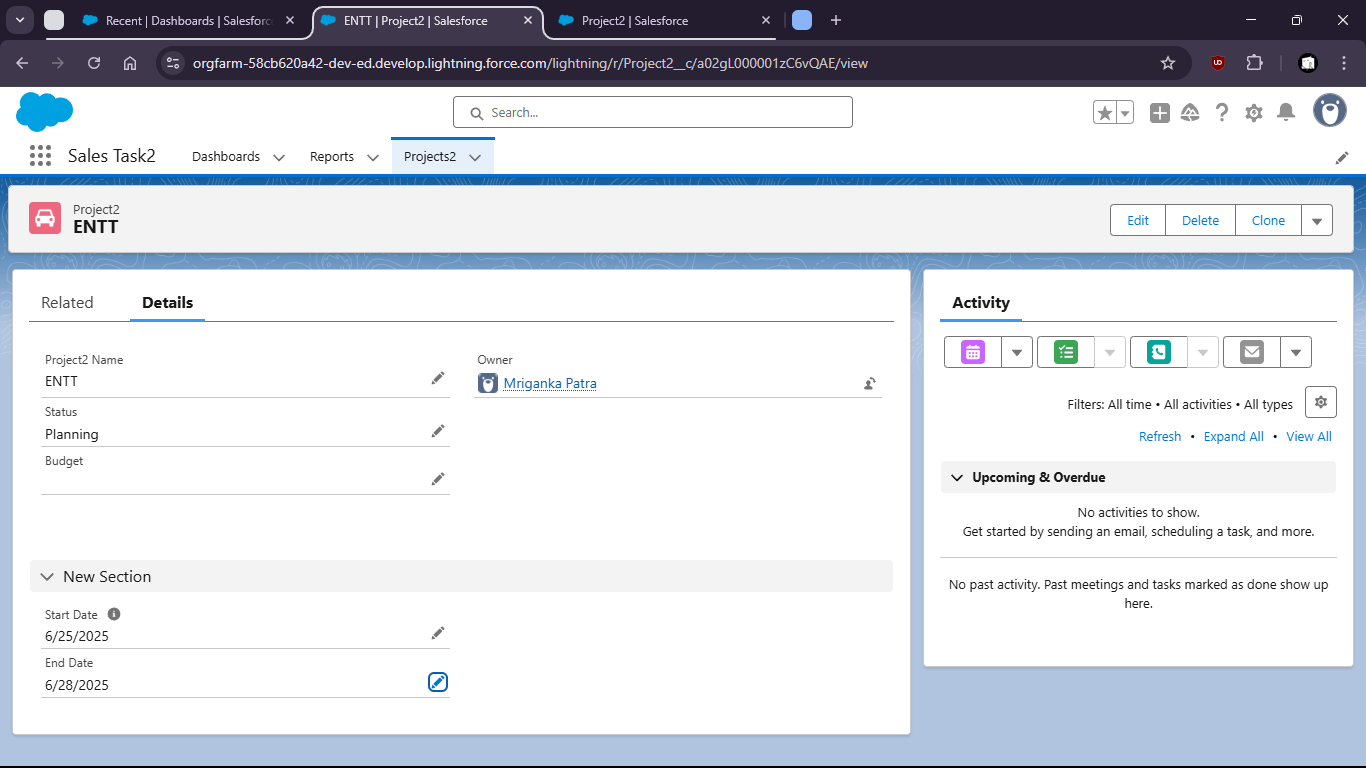 Recent | Dashboards | Salesforc
ENTT | Project2 | Salesforce
Project2 | Salesforce
orgfarm-58cb620a42-dev-ed.develop.lightning.force.com/lightning/r/Project2__c/a02gL000001zC6vQAE/view
Search...
Sales Task2
Dashboards
Reports
Projects2
Project2
ENTT
Edit
Delete
Clone
Related
Details
Project2 Name
ENTT
Owner
Mriganka Patra
Status
Planning
Budget
New Section
Start Date
6/25/2025
End Date
6/28/2025
Activity
Filters: All time • All activities • All types
Refresh • Expand All • View All
Upcoming & Overdue
No activities to show.
Get started by sending an email, scheduling a task, and more.
No past activity. Past meetings and tasks marked as done show up
here.